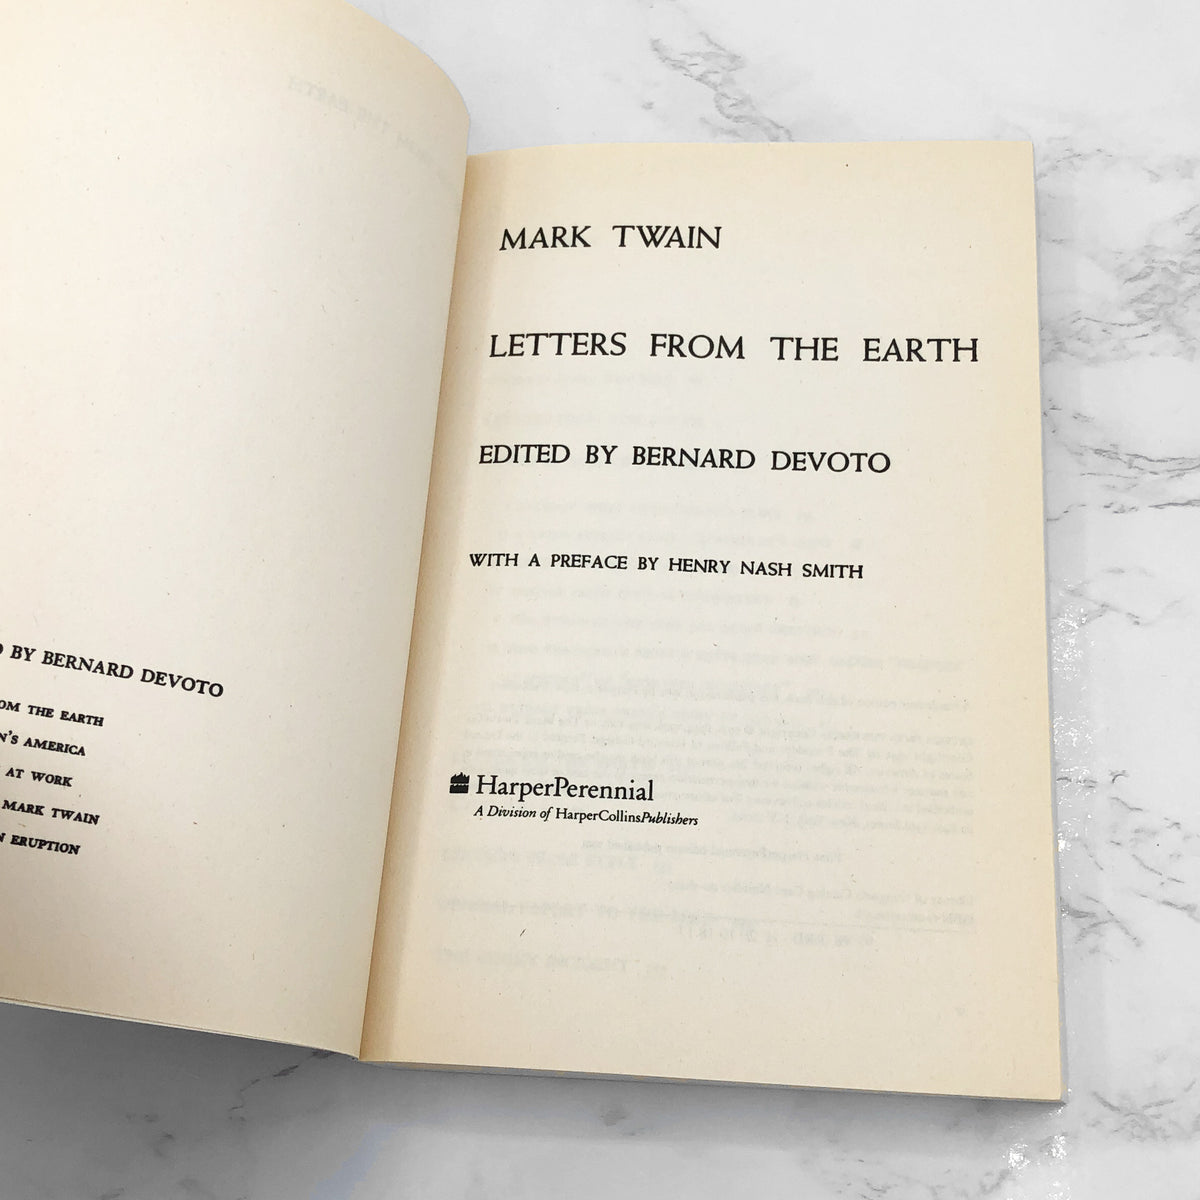 BY BERNARD DEVOTO
THE EARTH
AMERICA
AT WORK
MARK TWAIN
ERUPTION
MARK TWAIN
LETTERS FROM THE EARTH
EDITED BY BERNARD DEVOTO
WITH A PREFACE BY HENRY NASH SMITH
HarperPerennial
A Division of HarperCollinsPublishers